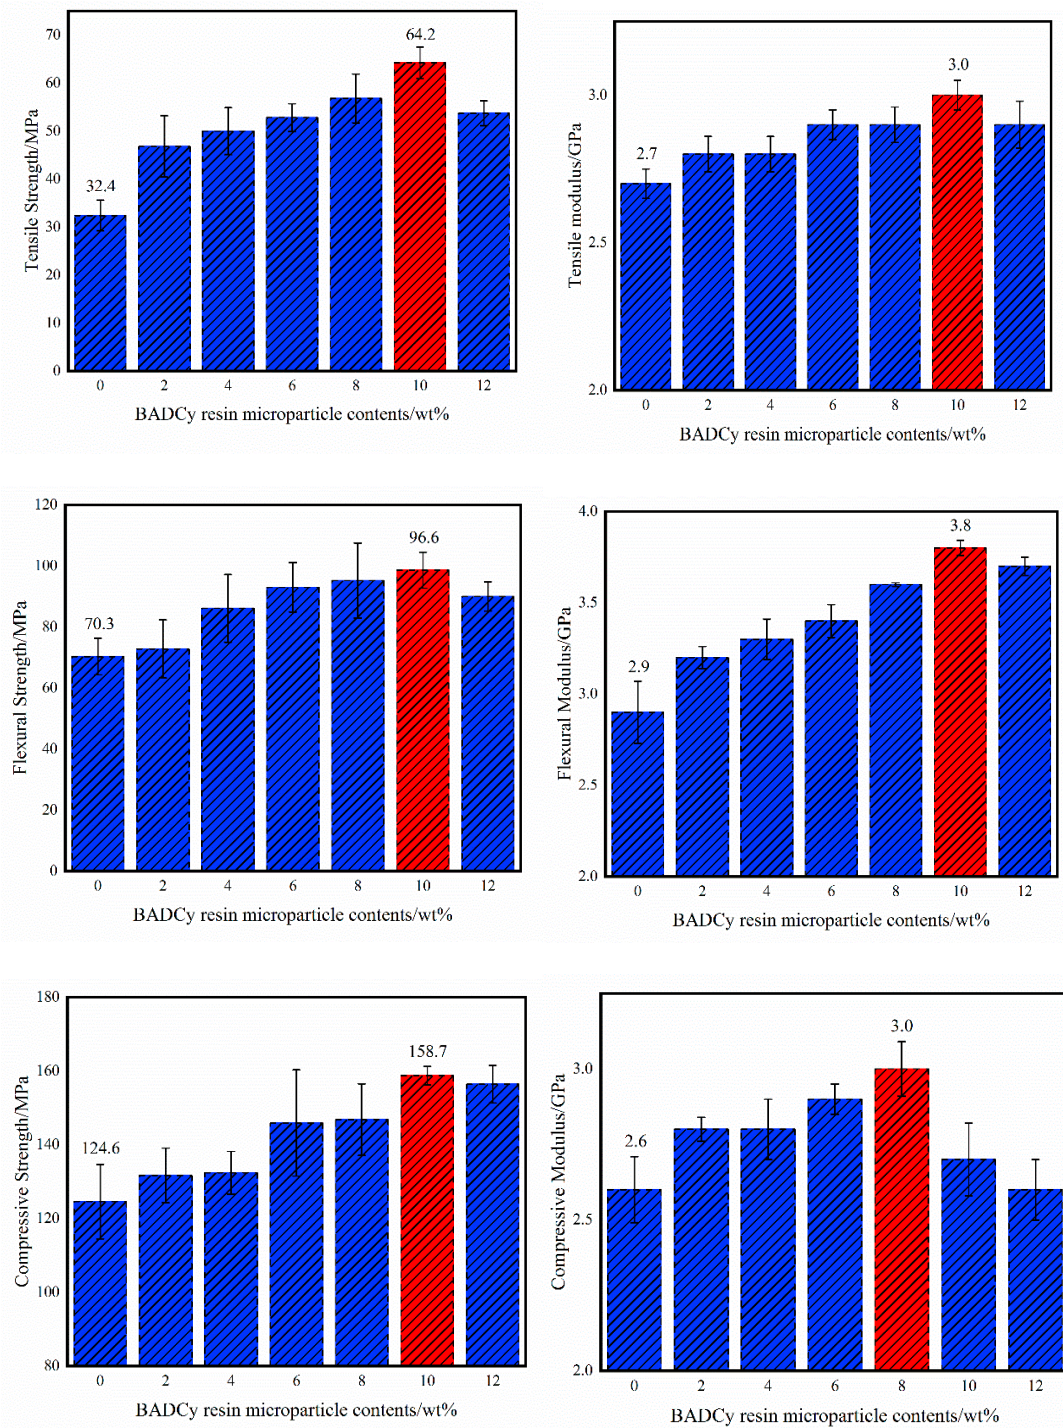 70
60
50
40
30
20
10
0
Tensile Strength/MPa
32.4
64.2
0 2 4 6 8 10 12
BADCy resin microparticle contents/wt%
3.0
2.5
2.0
Tensile modulus/GPa
2.7
3.0
0 2 4 6 8 10 12
BADCy resin microparticle contents/wt%
120
100
80
60
40
20
0
Flexural Strength/MPa
70.3
96.6
0 2 4 6 8 10 12
BADCy resin microparticle contents/wt%
4.0
3.5
3.0
2.5
2.0
Flexural Modulus/GPa
2.9
3.8
0 2 4 6 8 10 12
BADCy resin microparticle contents/wt%
180
160
140
120
100
80
Compressive Strength/MPa
124.6
158.7
0 2 4 6 8 10 12
BADCy resin microparticle contents/wt%
3.0
2.5
2.0
Compressive Modulus/GPa
2.6
3.0
0 2 4 6 8 10 12
BADCy resin microparticle contents/wt%